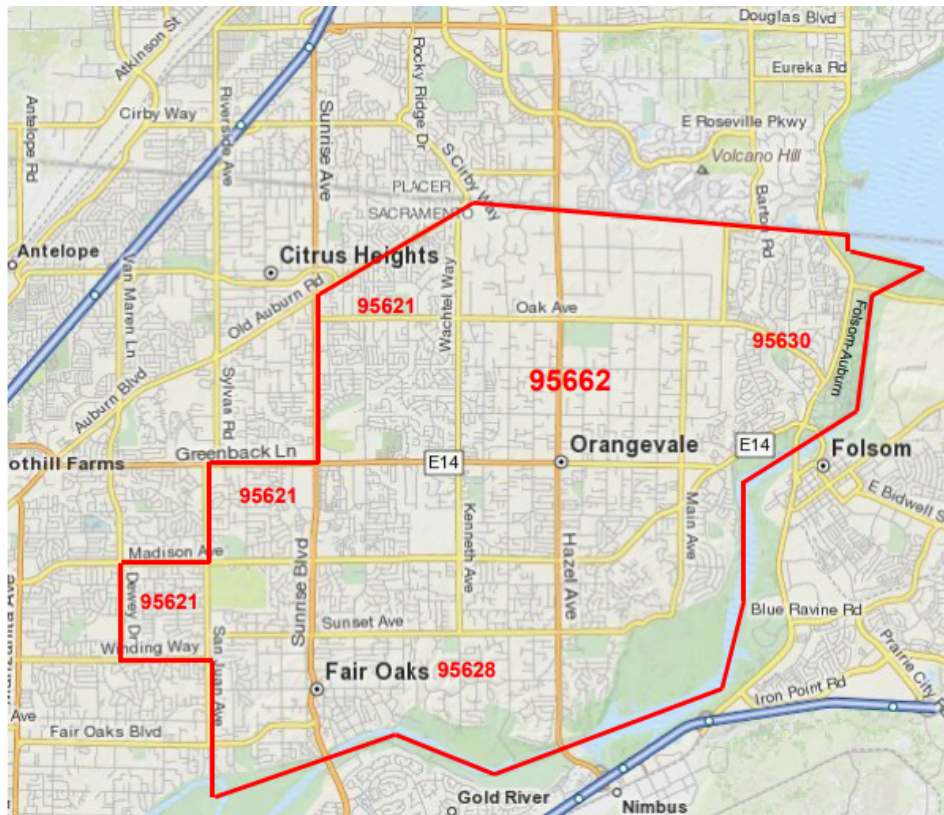 Douglas Blvd
Atkinson St
Eureka Rd
Antelope Rd
Cirby Way
Riverside Ave
Sunrise Ave
Rocky Ridge Dr
S Cirby Way
E Roseville Pkwy
Volcano Hill
PLACER
SACRAMENTO
Barton Rd
Antelope
Citrus Heights
Van Maren Ln
Old Auburn Rd
Wachtel Way
95621
Oak Ave
95630
Folsom-Auburn
95662
Auburn Blvd
Sylvan Rd
Greenback Ln
oothill Farms
E14
Orangevale
E14
Folsom
95621
E Bidwell S
Main Ave
Kenneth Ave
Hazel Ave
Sunrise Blvd
Madison Ave
Dewey Dr
95621
Manzanita Ave
San Juan Ave
Sunset Ave
Blue Ravine Rd
Winding Way
Fair Oaks
95628
Prairie City R
Iron Point Rd
Ave
Fair Oaks Blvd
Gold River
Nimbus